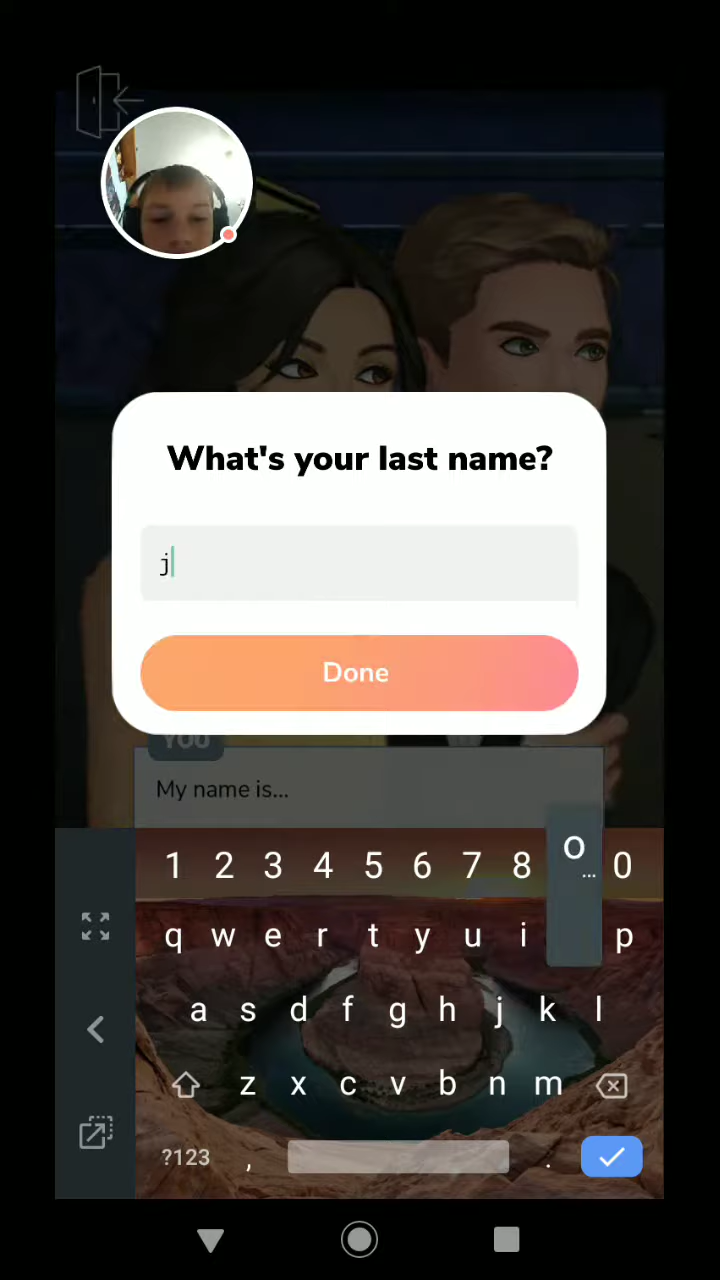 What's your last name?
j
Done
YOU
My name is...
1 2 3 4 5 6 7 8 0
o
...
q w e r t y u i p
a s d f g h j k l
z x c v b n m
?123 , .